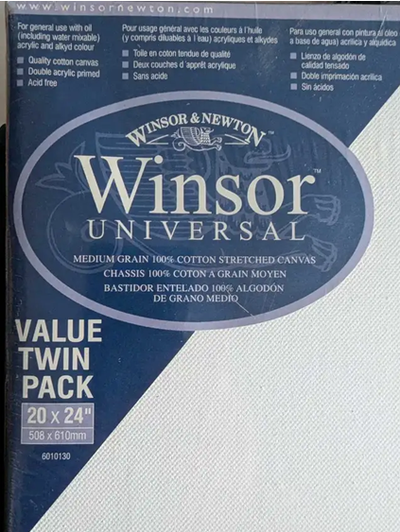 www.winsornewton.com
For general use with oil
(including water mixable)
acrylic and alkyd colour
Quality cotton canvas
Double acrylic primed
Acid free
Pour usage général avec les couleurs à l'huile
(y compris diluables à l'eau) acryliques et alkydes
Toile en coton tendue de qualité
Deux couches d'apprêt acrylique
Sans acide
Para uso general con pintura al óleo
a base de agua) acrílica y alquídica
Lienzo de algodón de
calidad tensado
Doble imprimación acrílica
Sin ácidos
WINSOR & NEWTON
Winsor™
UNIVERSAL
MEDIUM GRAIN 100% COTTON STRETCHED CANVAS
CHASSIS 100% COTON A GRAIN MOYEN
BASTIDOR ENTELADO 100% ALGODÓN
DE GRANO MEDIO
VALUE
TWIN
PACK
20 x 24"
508 x 610mm
6010130